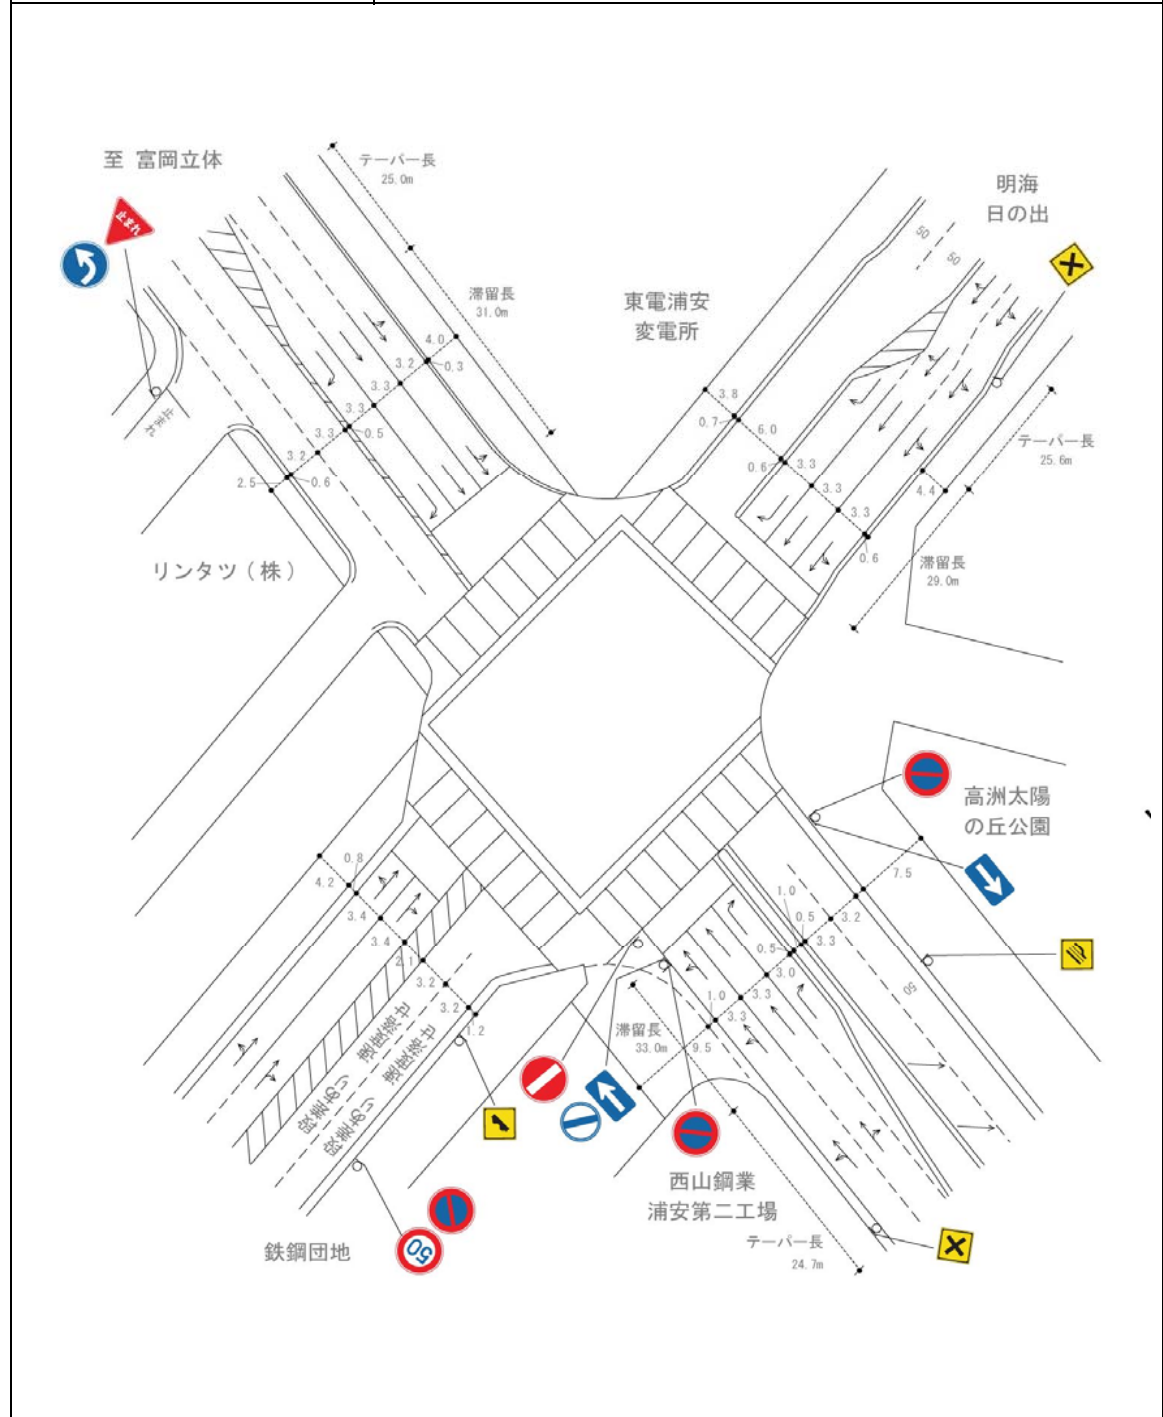 至 富岡立体
テーパー長
25.0m
明海
日の出
止まれ
50
50
滞留長
31.0m
東電浦安
変電所
4.0
0.3
3.2
3.3
3.3
3.3
0.5
3.2
0.6
2.5
止まれ
3.8
0.7
6.0
0.6
3.3
3.3
3.3
0.6
4.4
テーパー長
25.6m
滞留長
29.0m
リンタツ(株)
高洲太陽
の丘公園
0.8
4.2
3.4
3.4
2.1
3.2
3.2
1.2
7.5
1.0
0.5
3.2
3.3
0.5
3.0
3.3
1.0
3.3
9.5
50
滞留長
33.0m
西山鋼業
浦安第二工場
テーパー長
24.7m
鉄鋼団地
50